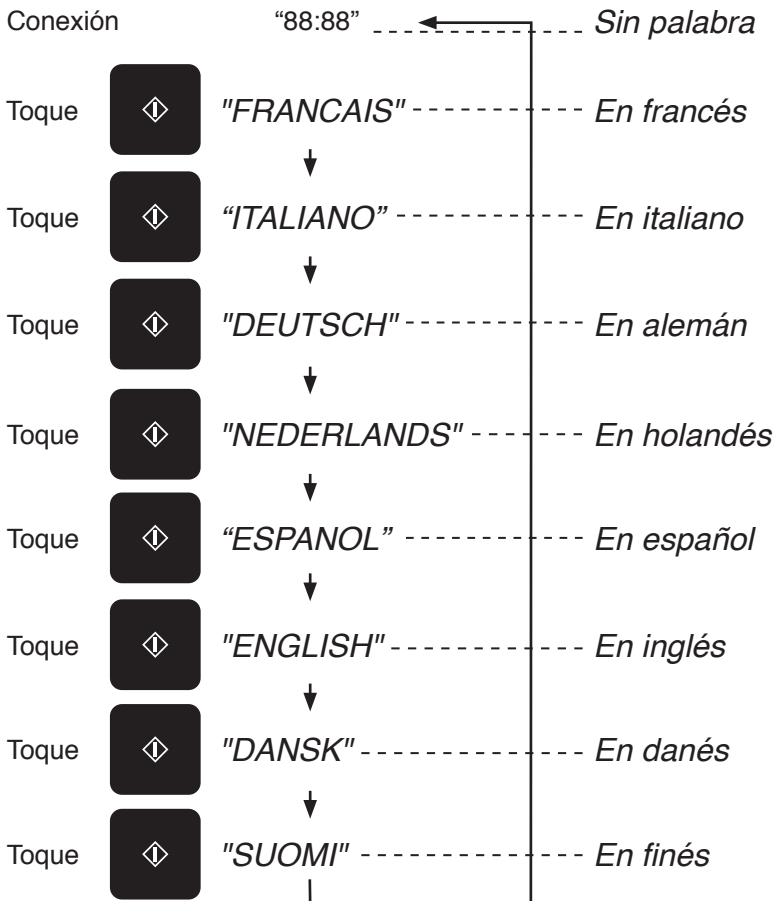 Conexión “88:88” Sin palabra
Toque "FRANCAIS" En francés
Toque “ITALIANO” En italiano
Toque "DEUTSCH" En alemán
Toque "NEDERLANDS" En holandés
Toque “ESPANOL” En español
Toque "ENGLISH" En inglés
Toque "DANSK" En danés
Toque "SUOMI" En finés